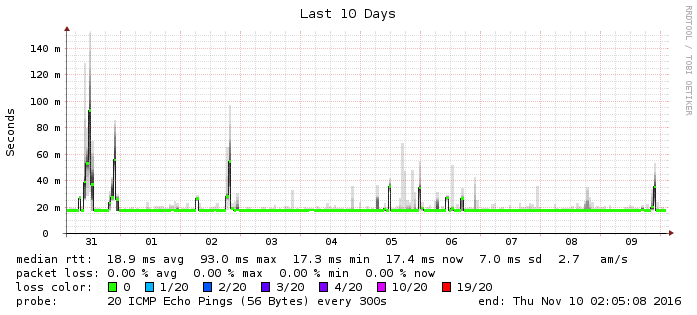 Last 10 Days
RRDTOOL / TOBI OETIKER
Seconds
140 m
120 m
100 m
80 m
60 m
40 m
20 m
0
31 01 02 03 04 05 06 07 08 09
median rtt: 18.9 ms avg 93.0 ms max 17.3 ms min 17.4 ms now 7.0 ms sd 2.7 am/s
packet loss: 0.00 % avg 0.00 % max 0.00 % min 0.00 % now
loss color: 0 1/20 2/20 3/20 4/20 10/20 19/20
probe: 20 ICMP Echo Pings (56 Bytes) every 300s end: Thu Nov 10 02:05:08 2016